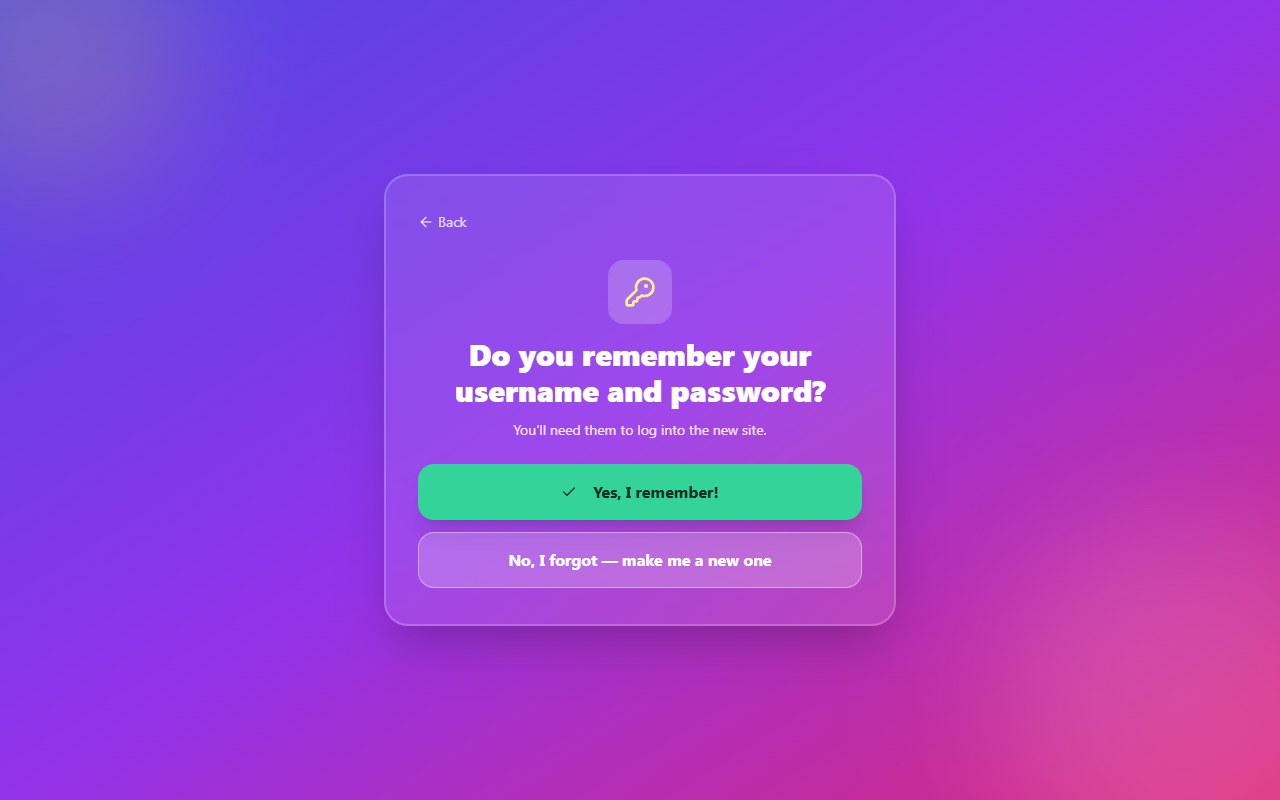 Back
Do you remember your
username and password?
You'll need them to log into the new site.
Yes, I remember!
No, I forgot — make me a new one